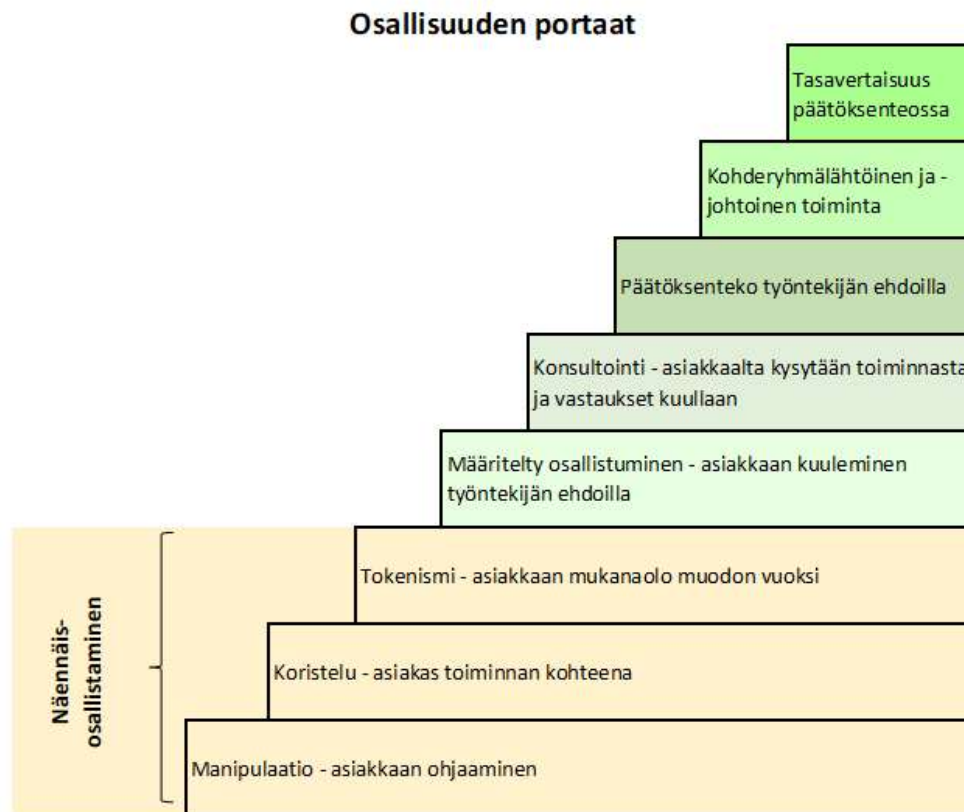 Osallisuuden portaat
Tasavertaisuus
päätöksenteossa
Kohderyhmälähtöinen ja -
johtoinen toiminta
Päätöksenteko työntekijän ehdoilla
Konsultointi - asiakkaalta kysytään toiminnasta
ja vastaukset kuullaan
Määritelty osallistuminen - asiakkaan kuuleminen
työntekijän ehdoilla
Tokenismi - asiakkaan mukanaolo muodon vuoksi
Koristelu - asiakas toiminnan kohteena
Manipulaatio - asiakkaan ohjaaminen
Näennäis-
osallistaminen